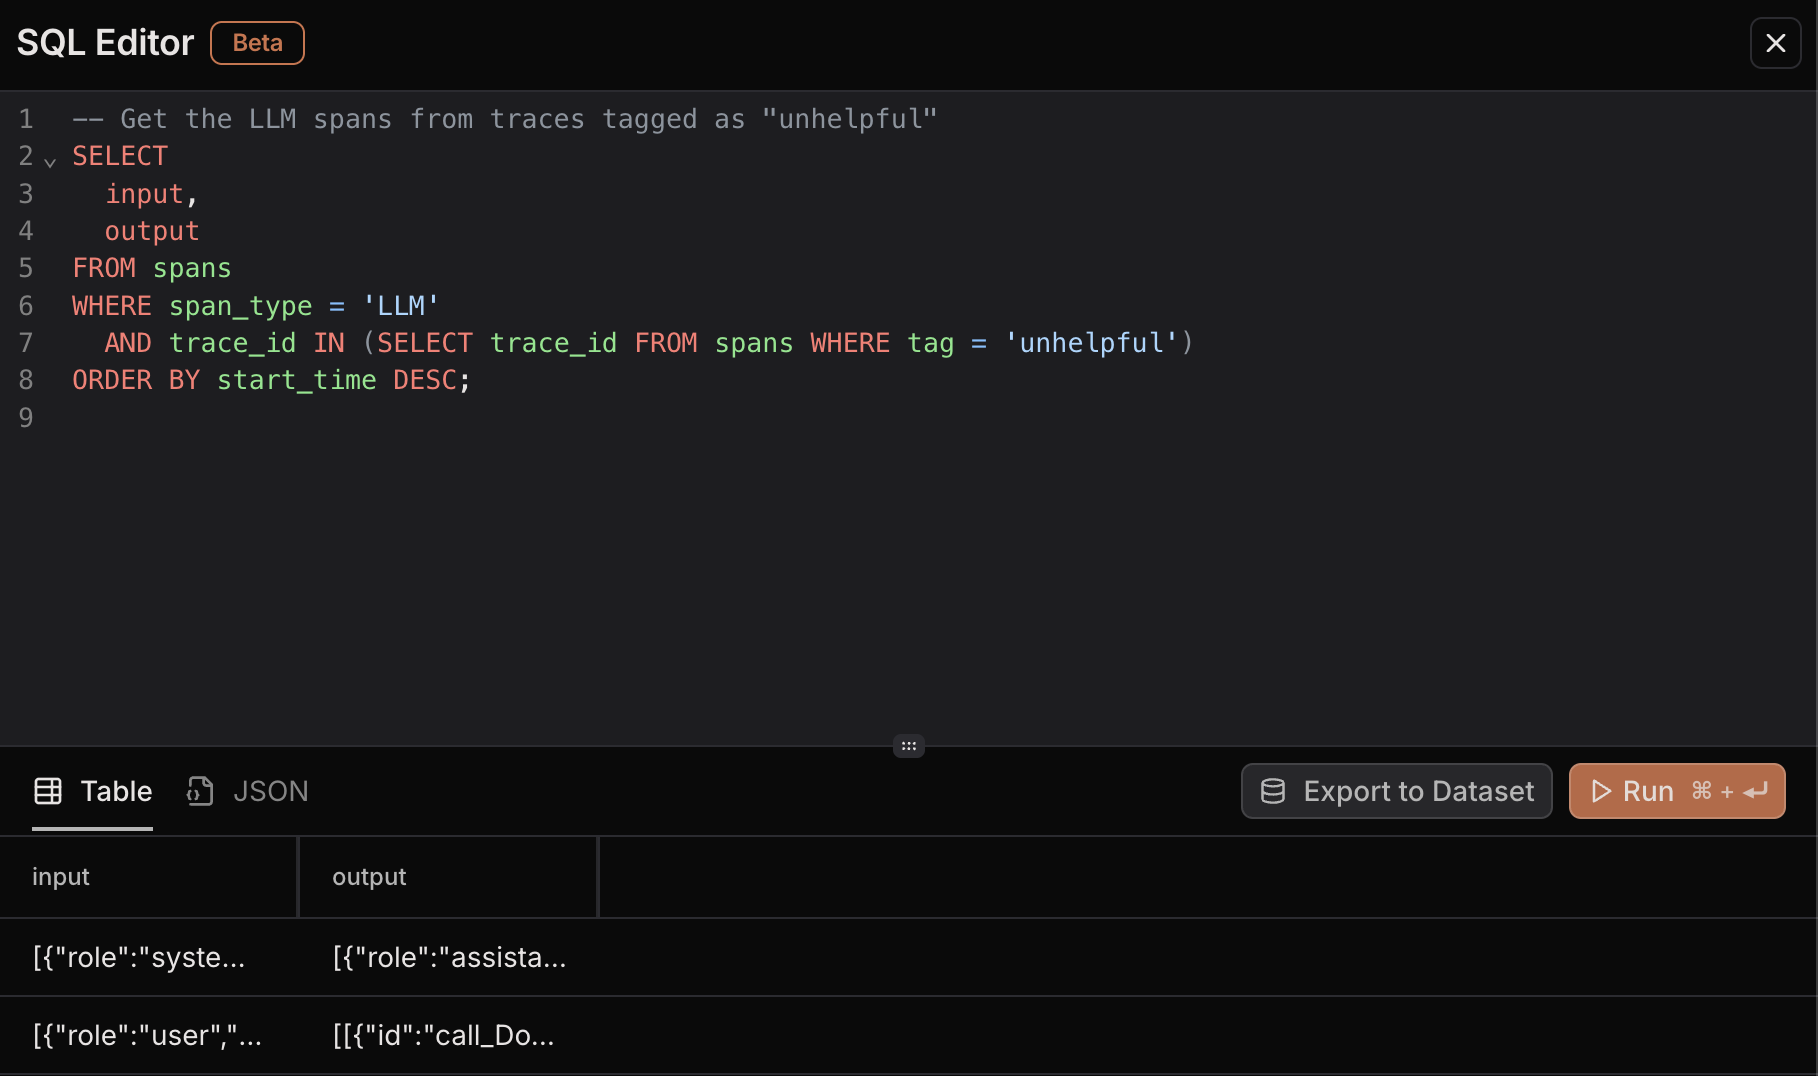 SQL Editor Beta
1 -- Get the LLM spans from traces tagged as "unhelpful"
2 SELECT
3   input,
4   output
5 FROM spans
6 WHERE span_type = 'LLM'
7   AND trace_id IN (SELECT trace_id FROM spans WHERE tag = 'unhelpful')
8 ORDER BY start_time DESC;
9
Table JSON Export to Dataset Run ⌘ + ↵
input output
[{"role":"syste... [{"role":"assista...
[{"role":"user","... [[{"id":"call_Do...